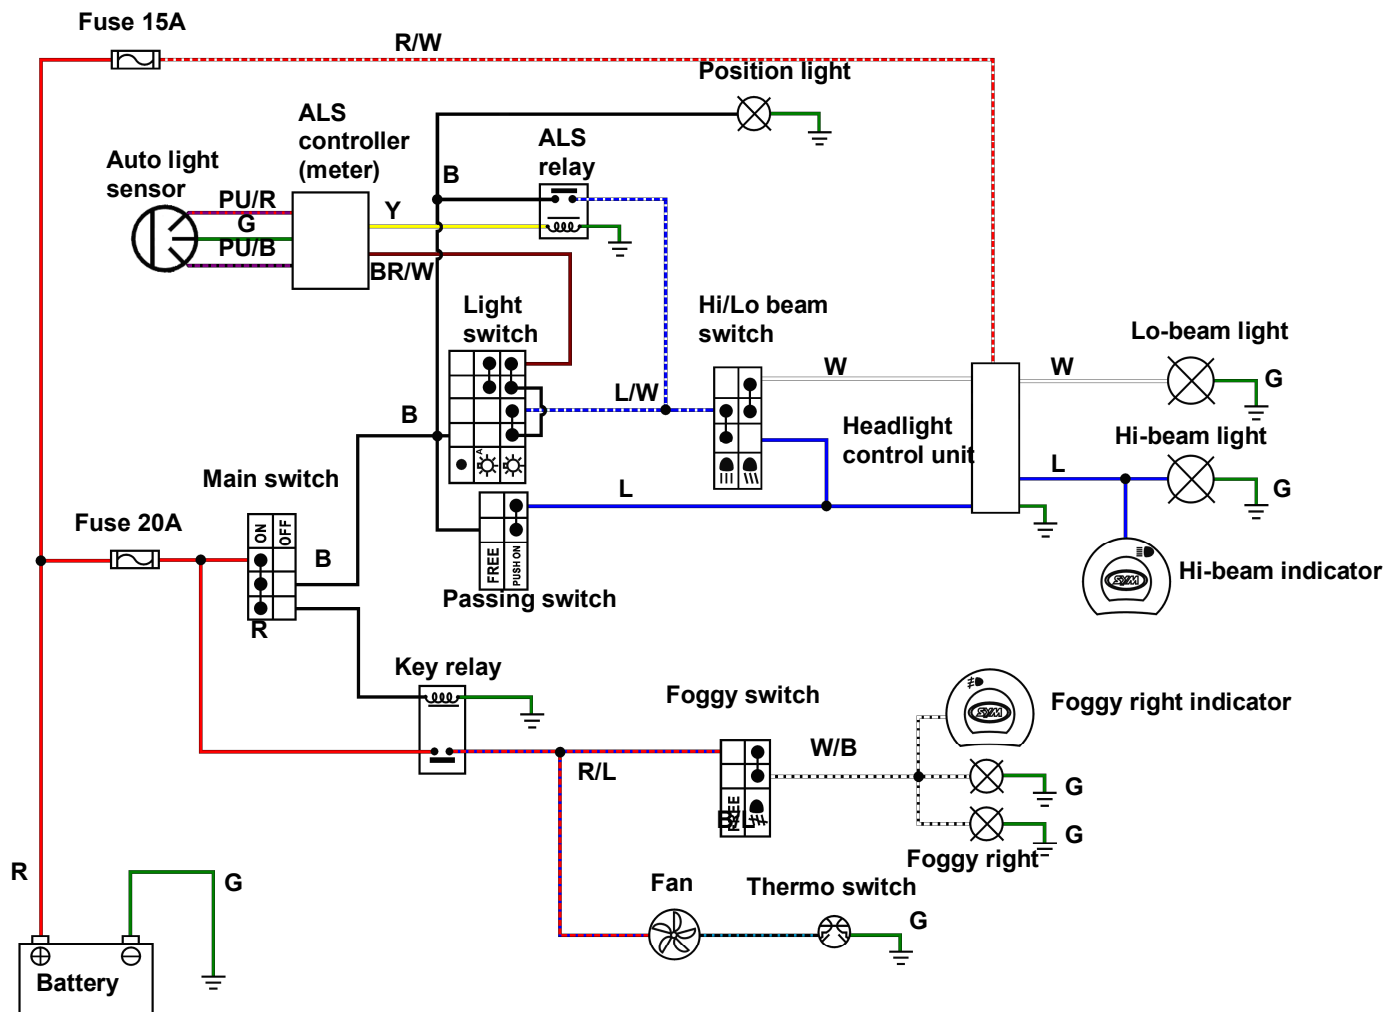 Fuse 15A
R/W
Position light
ALS
controller
(meter)
ALS
relay
Auto light
sensor
PU/R
G
PU/B
Y
B
BR/W
Light
switch
Hi/Lo beam
switch
Lo-beam light
W
W
G
L/W
A
B
Headlight
control unit
Hi-beam light
L
G
Main switch
L
Fuse 20A
ON
OFF
B
FREE
PUSH ON
Passing switch
SYM
Hi-beam indicator
R
Key relay
Foggy switch
SYM
Foggy right indicator
W/B
R/L
G
FREE
B/L
G
Foggy right
R
G
Fan
Thermo switch
G
Battery